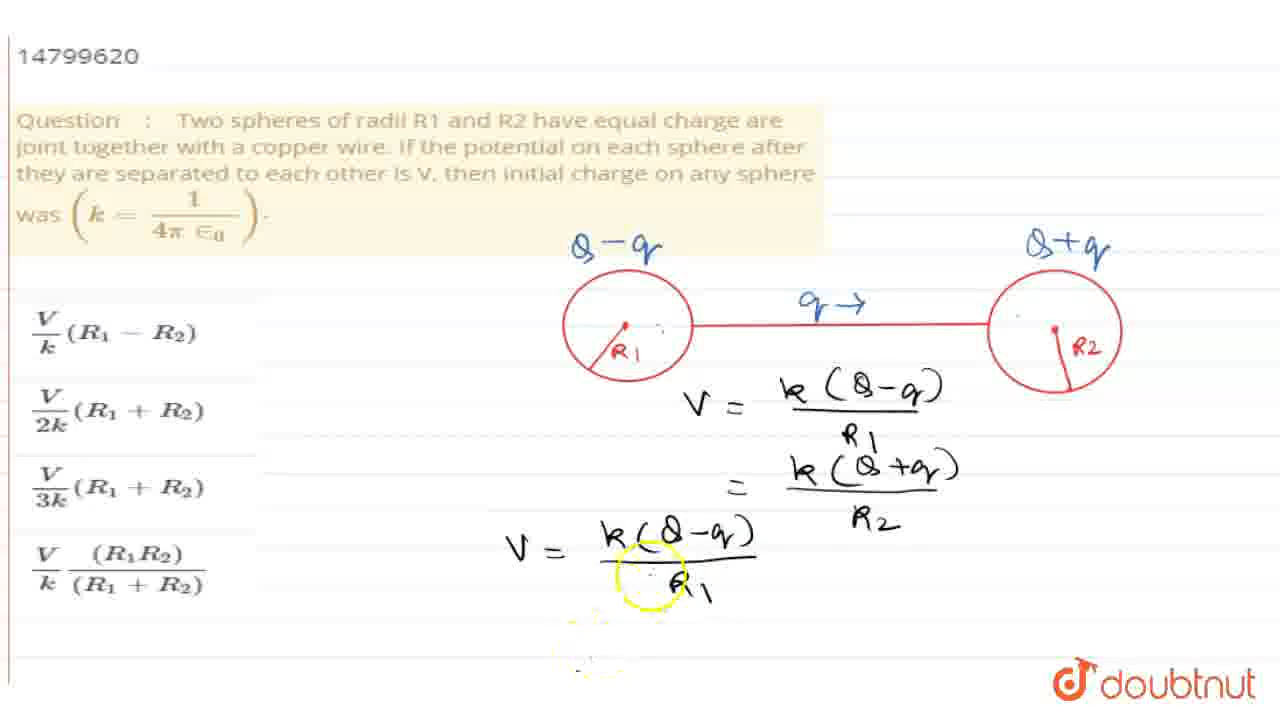 14799620
Question : Two spheres of radii R1 and R2 have equal charge are
joint together with a copper wire. If the potential on each sphere after
they are separated to each other is V, then initial charge on any sphere
was (k = 1/(4π ∈0)).
Q-q
Q+q
q→
R1
R2
V/k (R1 − R2)
V/2k (R1 + R2)
V/3k (R1 + R2)
V/k (R1R2)/(R1 + R2)
V = k(Q-q)/R1
= k(Q+q)/R2
V = k(Q-q)/R1
doubtnut